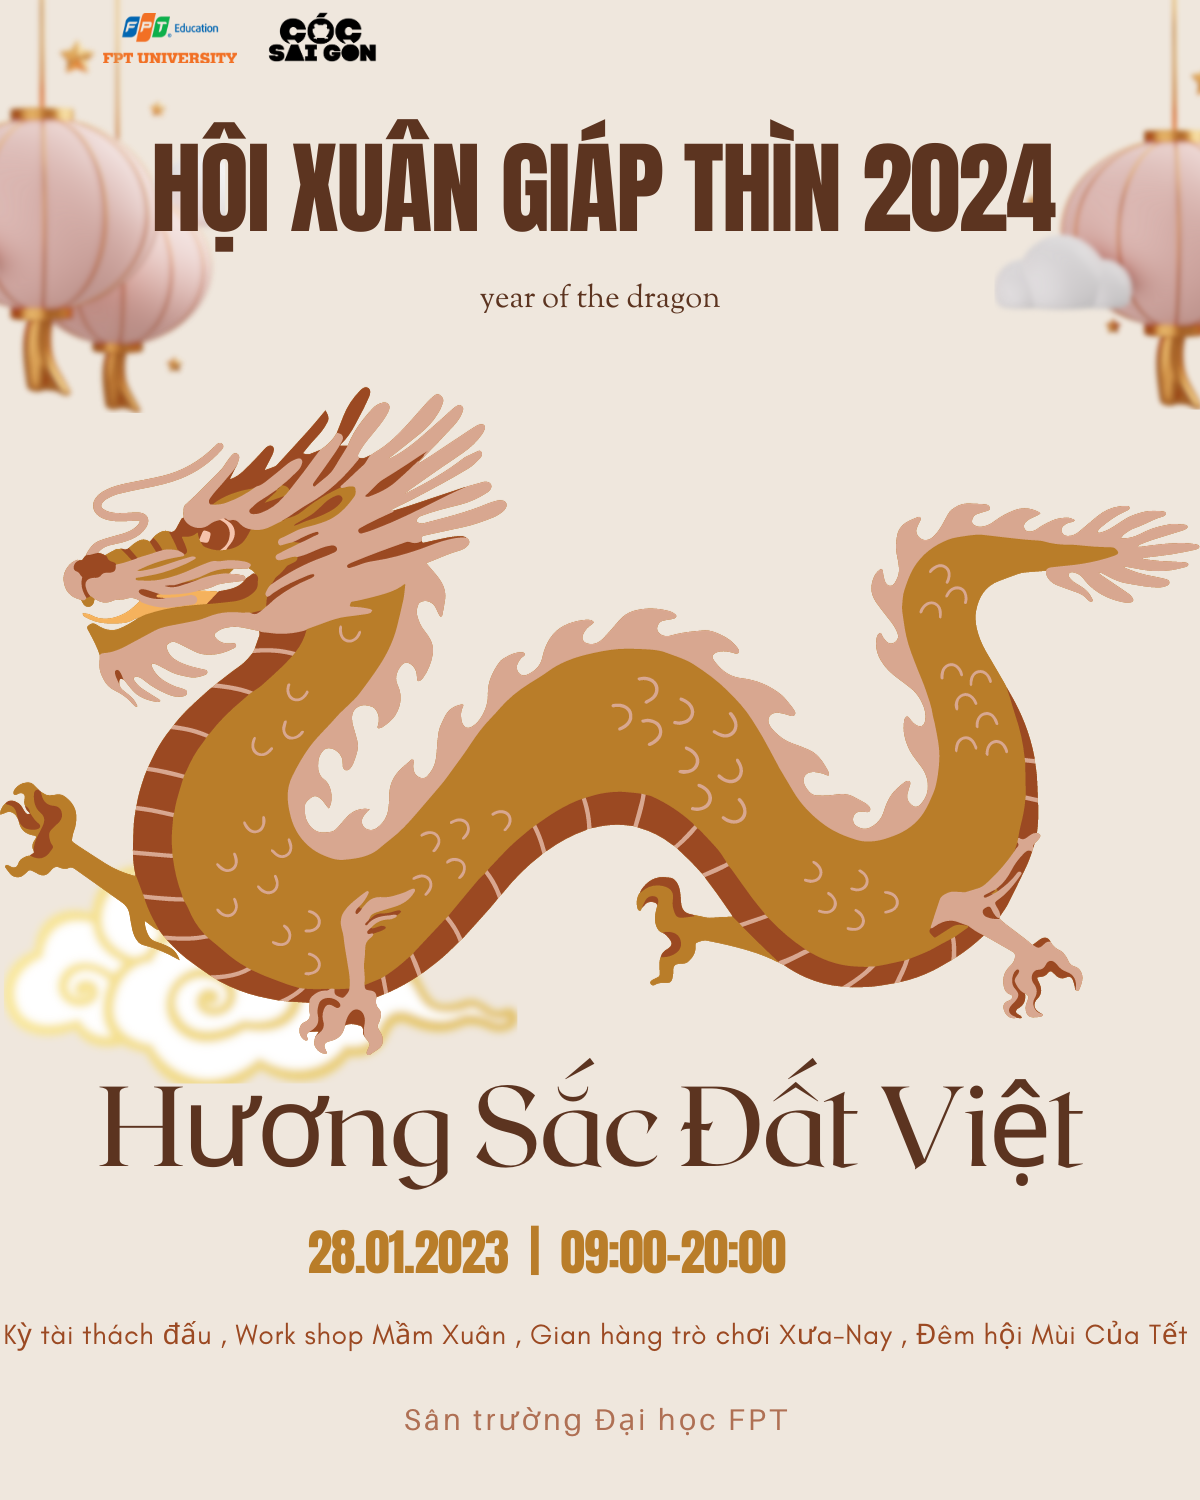 FPT Education
FPT UNIVERSITY
CÓC
SÀI GÒN
HỘI XUÂN GIÁP THÌN 2024
year of the dragon
Hương Sắc Đất Việt
28.01.2023 | 09:00-20:00
Kỳ tài thách đấu , Work shop Mầm Xuân , Gian hàng trò chơi Xưa-Nay , Đêm hội Mùi Của Tết
Sân trường Đại học FPT